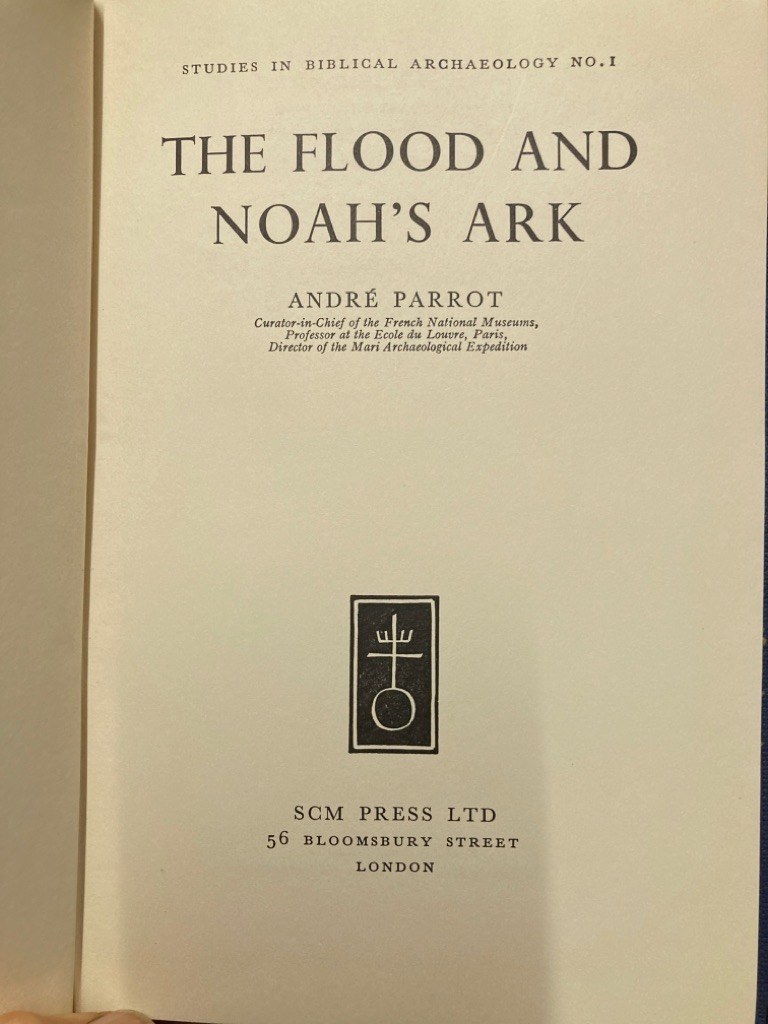 STUDIES IN BIBLICAL ARCHAEOLOGY NO.1
THE FLOOD AND
NOAH'S ARK
ANDRÉ PARROT
Curator-in-Chief of the French National Museums,
Professor at the Ecole du Louvre, Paris,
Director of the Mari Archaeological Expedition
SCM PRESS LTD
56 BLOOMSBURY STREET
LONDON